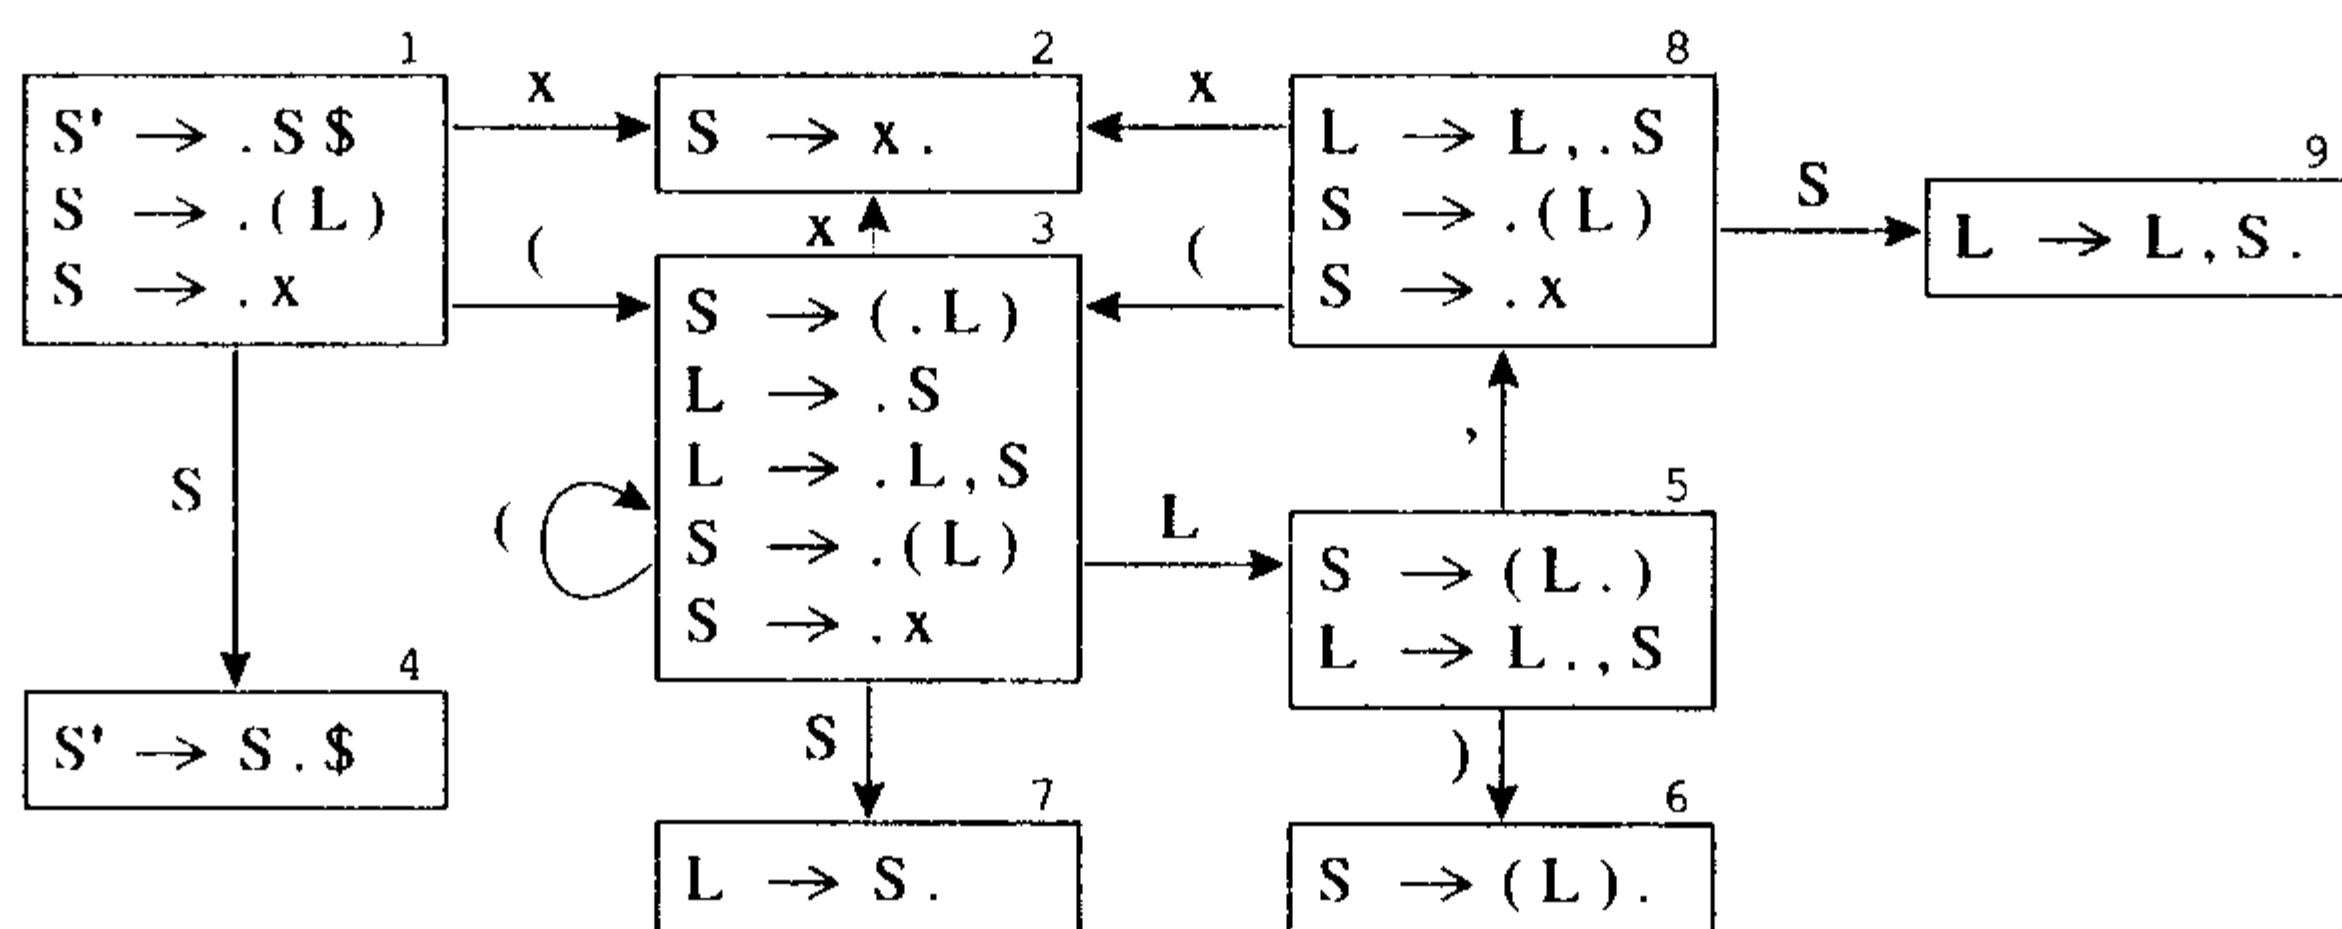 1
S' → .S$
S → .(L)
S → .x
x
(
S
4
S' → S.$
2
S → x.
x
3
S → (.L)
L → .S
L → .L,S
S → .(L)
S → .x
(
S
7
L → S.
L
x
(
8
L → L,.S
S → .(L)
S → .x
,
5
S → (L.)
L → L.,S
)
6
S → (L).
S
9
L → L,S.